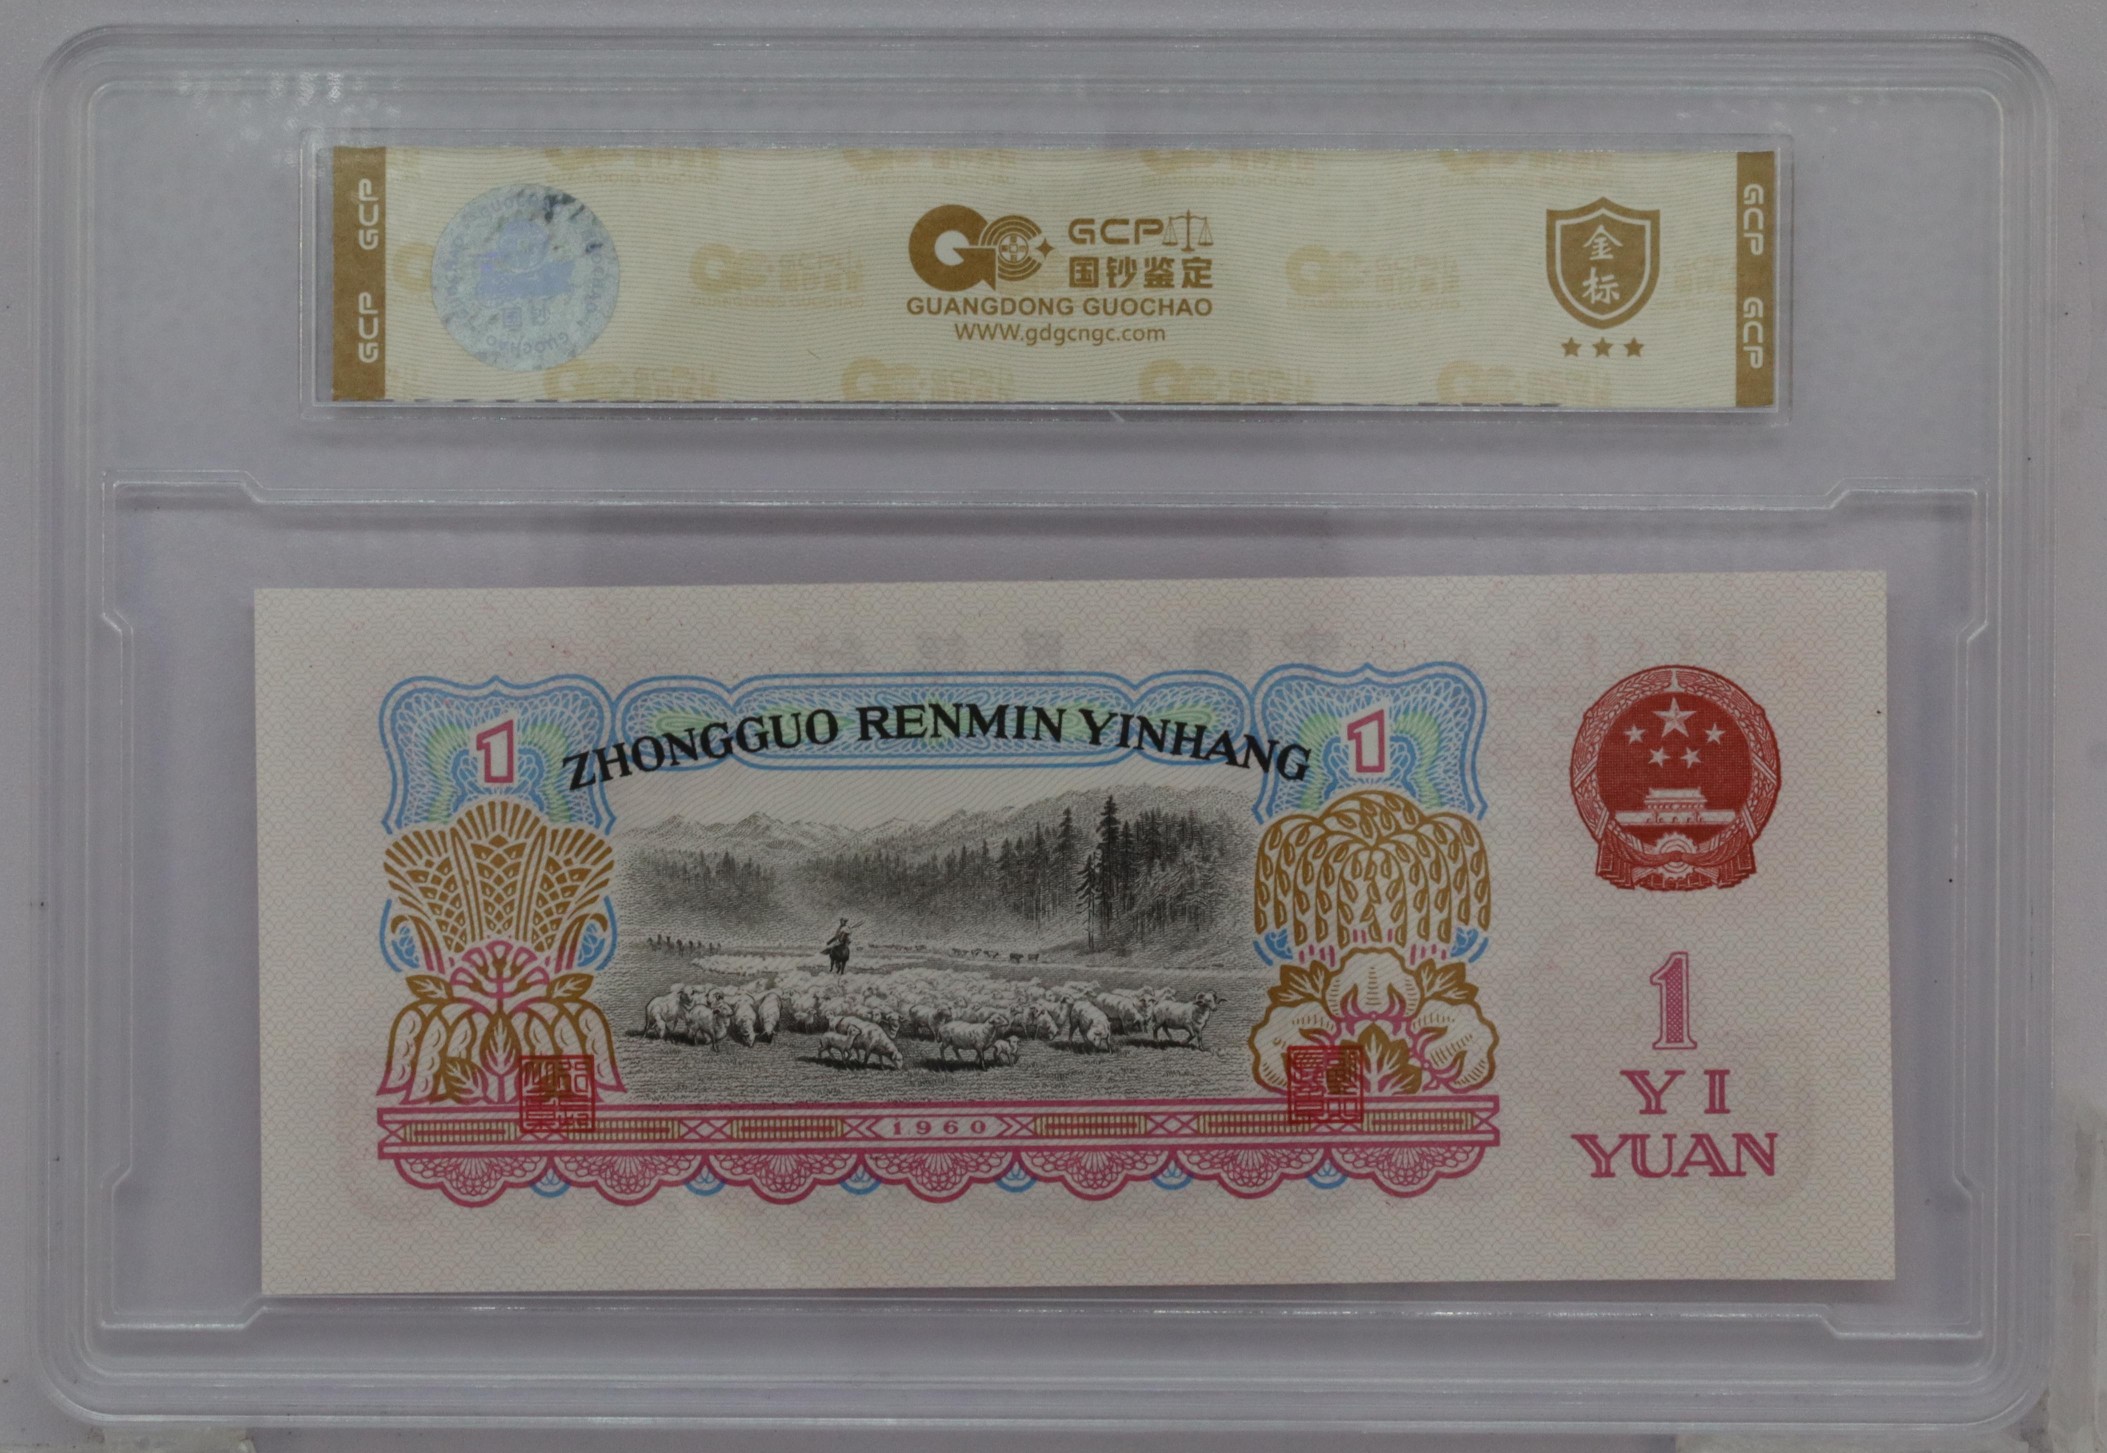 GCP GCP
GCP
国钞鉴定
GUANGDONG GUOCHAO
WWW.gdgcngc.com
金
标
GCP GCP
1
ZHONGGUO RENMIN YINHANG
1
1960
1
YI
YUAN